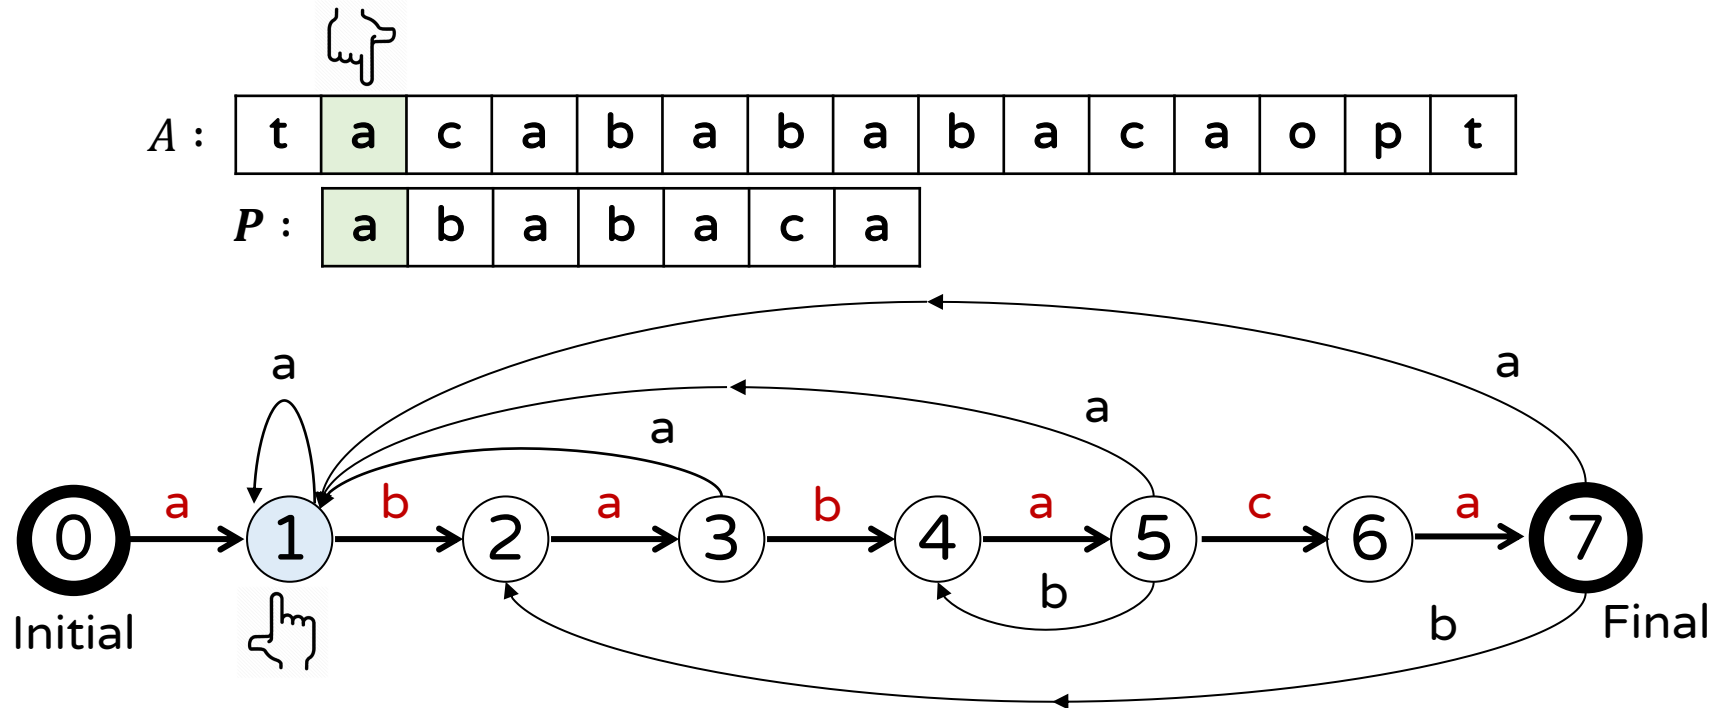 A : t a c a b a b a b a c a o p t
P : a b a b a c a
a
a
a
a
a b a b a c a
0 1 2 3 4 5 6 7
b
b
Initial
Final